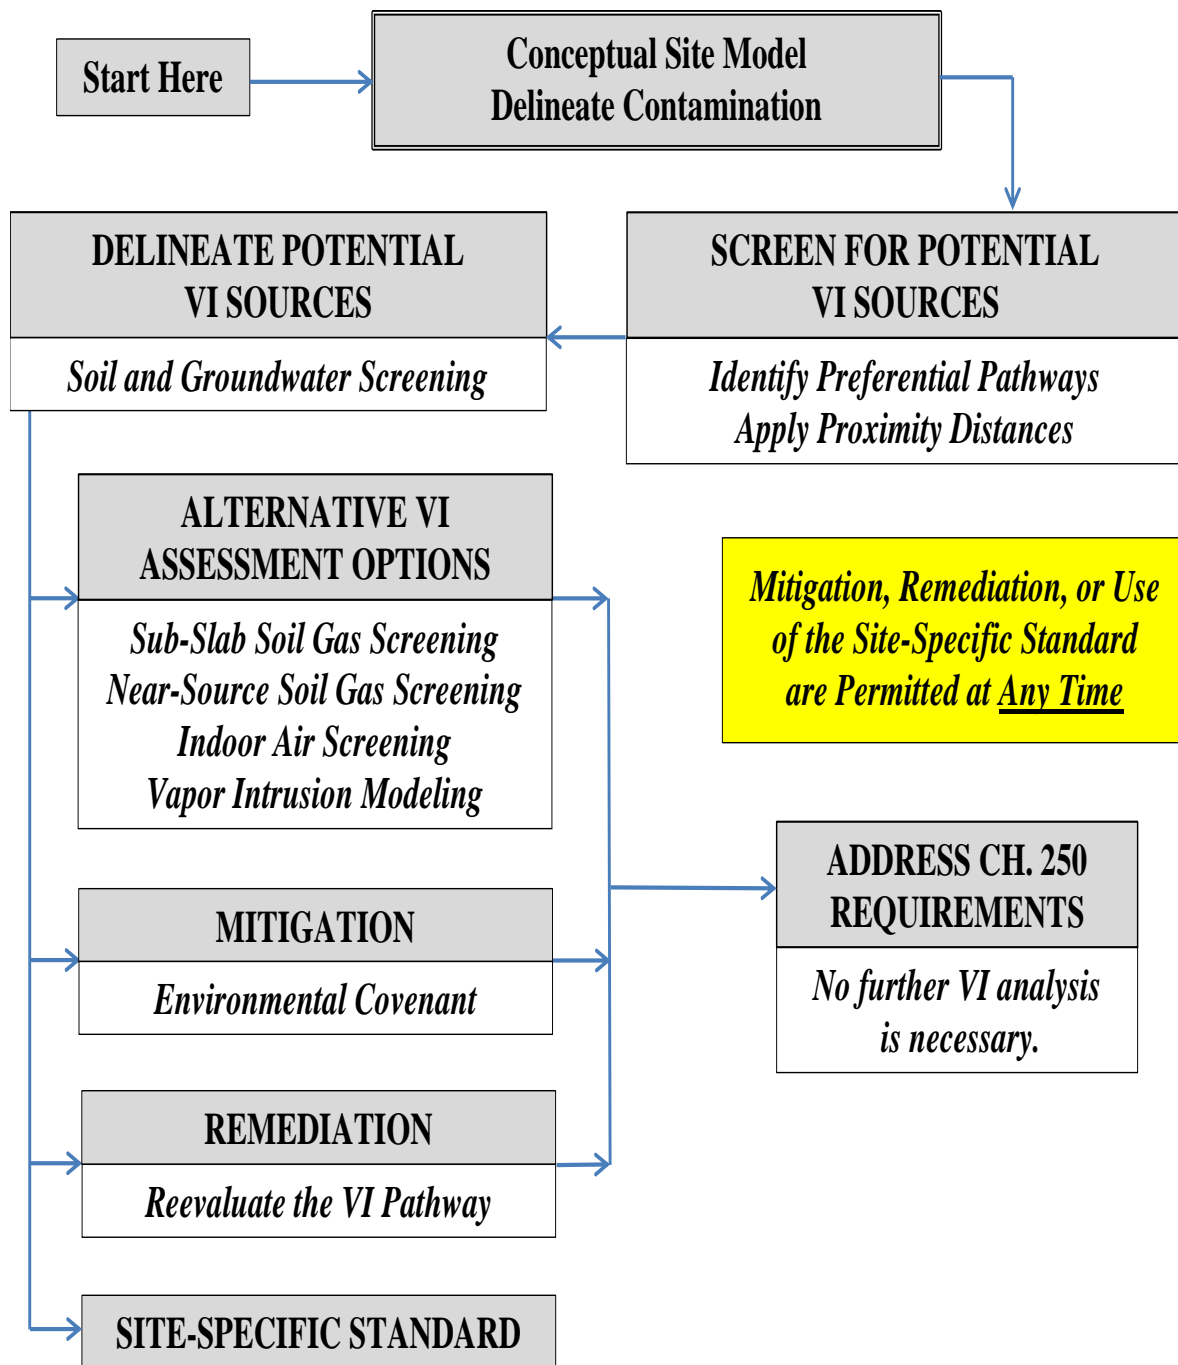 Start Here
Conceptual Site Model
Delineate Contamination
DELINEATE POTENTIAL
VI SOURCES
Soil and Groundwater Screening
SCREEN FOR POTENTIAL
VI SOURCES
Identify Preferential Pathways
Apply Proximity Distances
ALTERNATIVE VI
ASSESSMENT OPTIONS
Sub-Slab Soil Gas Screening
Near-Source Soil Gas Screening
Indoor Air Screening
Vapor Intrusion Modeling
Mitigation, Remediation, or Use
of the Site-Specific Standard
are Permitted at Any Time
ADDRESS CH. 250
REQUIREMENTS
No further VI analysis
is necessary.
MITIGATION
Environmental Covenant
REMEDIATION
Reevaluate the VI Pathway
SITE-SPECIFIC STANDARD